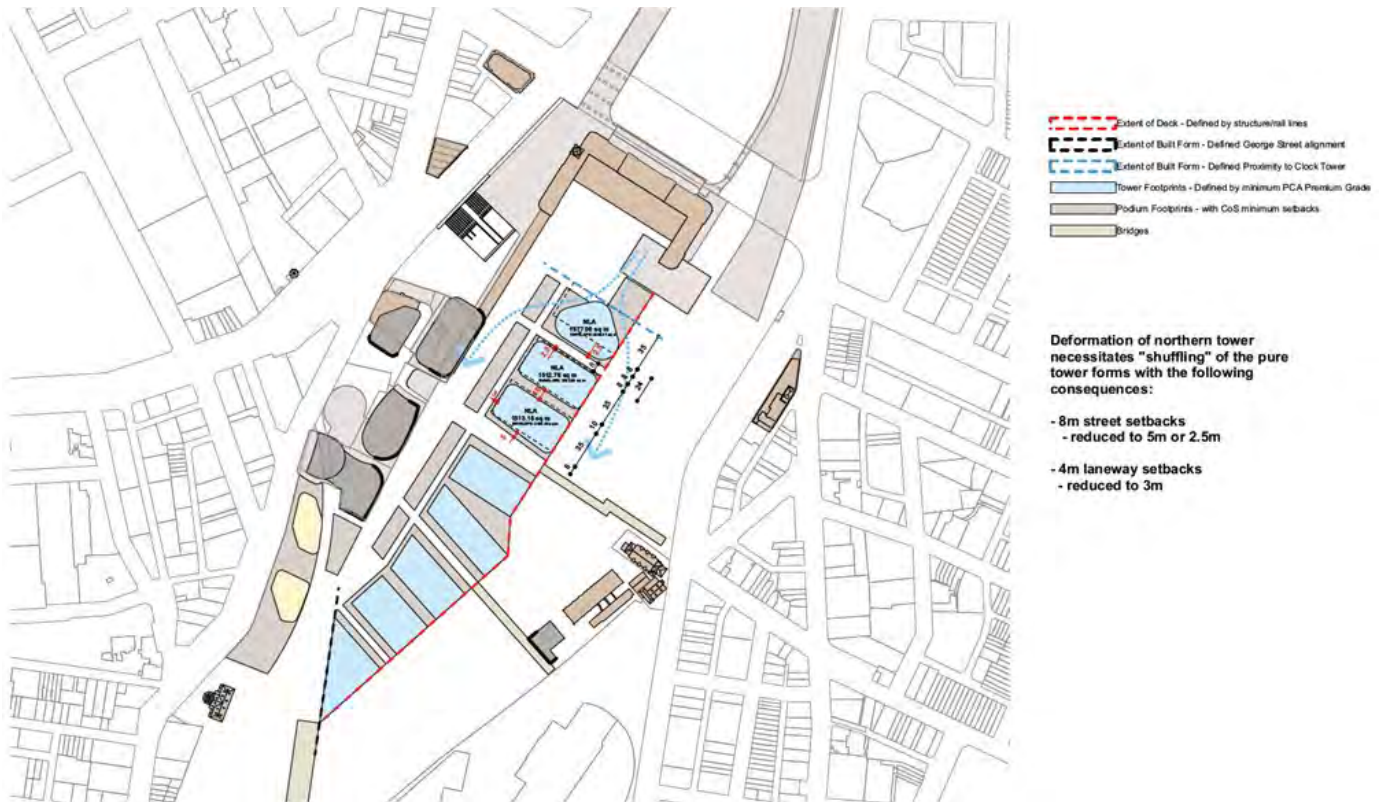 Extent of Deck - Defined by structure/rail lines
Extent of Built Form - Defined George Street alignment
Extent of Built Form - Defined Proximity to Clock Tower
Tower Footprints - Defined by minimum PCA Premium Grade
Podium Footprints - with CoS minimum setbacks
Bridges
Deformation of northern tower
necessitates "shuffling" of the pure
tower forms with the following
consequences:
- 8m street setbacks
- reduced to 5m or 2.5m
- 4m laneway setbacks
- reduced to 3m
NLA
NLA
NLA
35
24
35
10
35